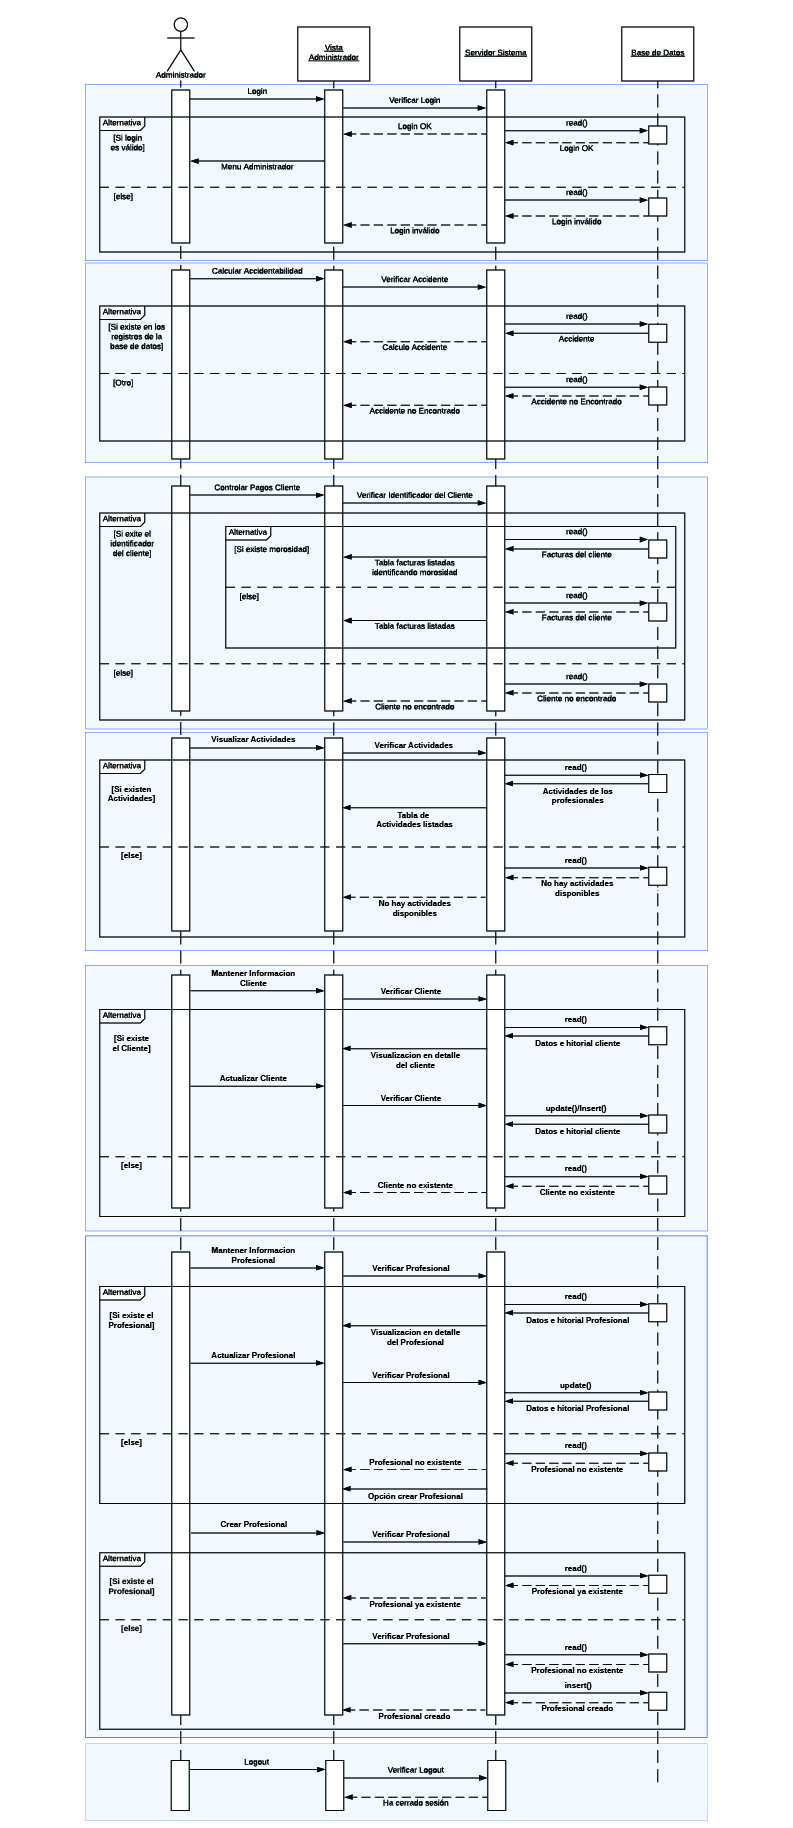 Administrador
Vista
Administrador
Servidor Sistema
Base de Datos
Login
Verificar Login
Alternativa
[Si login
es válido]
read()
Login OK
Login OK
Menu Administrador
[else]
read()
Login inválido
Login inválido
Calcular Accidentabilidad
Verificar Accidente
Alternativa
[Si existe en los
registros de la
base de datos]
read()
Accidente
Calculo Accidente
[Otro]
read()
Accidente no Encontrado
Accidente no Encontrado
Controlar Pagos Cliente
Verificar Identificador del Cliente
Alternativa
[Si exite el
identificador
del cliente]
Alternativa
[Si existe morosidad]
read()
Facturas del cliente
Tabla facturas listadas
identificando morosidad
[else]
read()
Facturas del cliente
Tabla facturas listadas
[else]
read()
Cliente no encontrado
Cliente no encontrado
Visualizar Actividades
Verificar Actividades
Alternativa
[Si existen
Actividades]
read()
Actividades de los
profesionales
Tabla de
Actividades listadas
[else]
read()
No hay actividades
disponibles
No hay actividades
disponibles
Mantener Informacion
Cliente
Verificar Cliente
Alternativa
[Si existe
el Cliente]
read()
Datos e hitorial cliente
Visualizacion en detalle
del cliente
Actualizar Cliente
Verificar Cliente
update()/Insert()
Datos e hitorial cliente
[else]
read()
Cliente no existente
Cliente no existente
Mantener Informacion
Profesional
Verificar Profesional
Alternativa
[Si existe el
Profesional]
read()
Datos e hitorial Profesional
Visualizacion en detalle
del Profesional
Actualizar Profesional
Verificar Profesional
update()
Datos e hitorial Profesional
[else]
read()
Profesional no existente
Profesional no existente
Opción crear Profesional
Crear Profesional
Verificar Profesional
Alternativa
[Si existe el
Profesional]
read()
Profesional ya existente
Profesional ya existente
[else]
Verificar Profesional
read()
Profesional no existente
insert()
Profesional creado
Profesional creado
Logout
Verificar Logout
Ha cerrado sesión